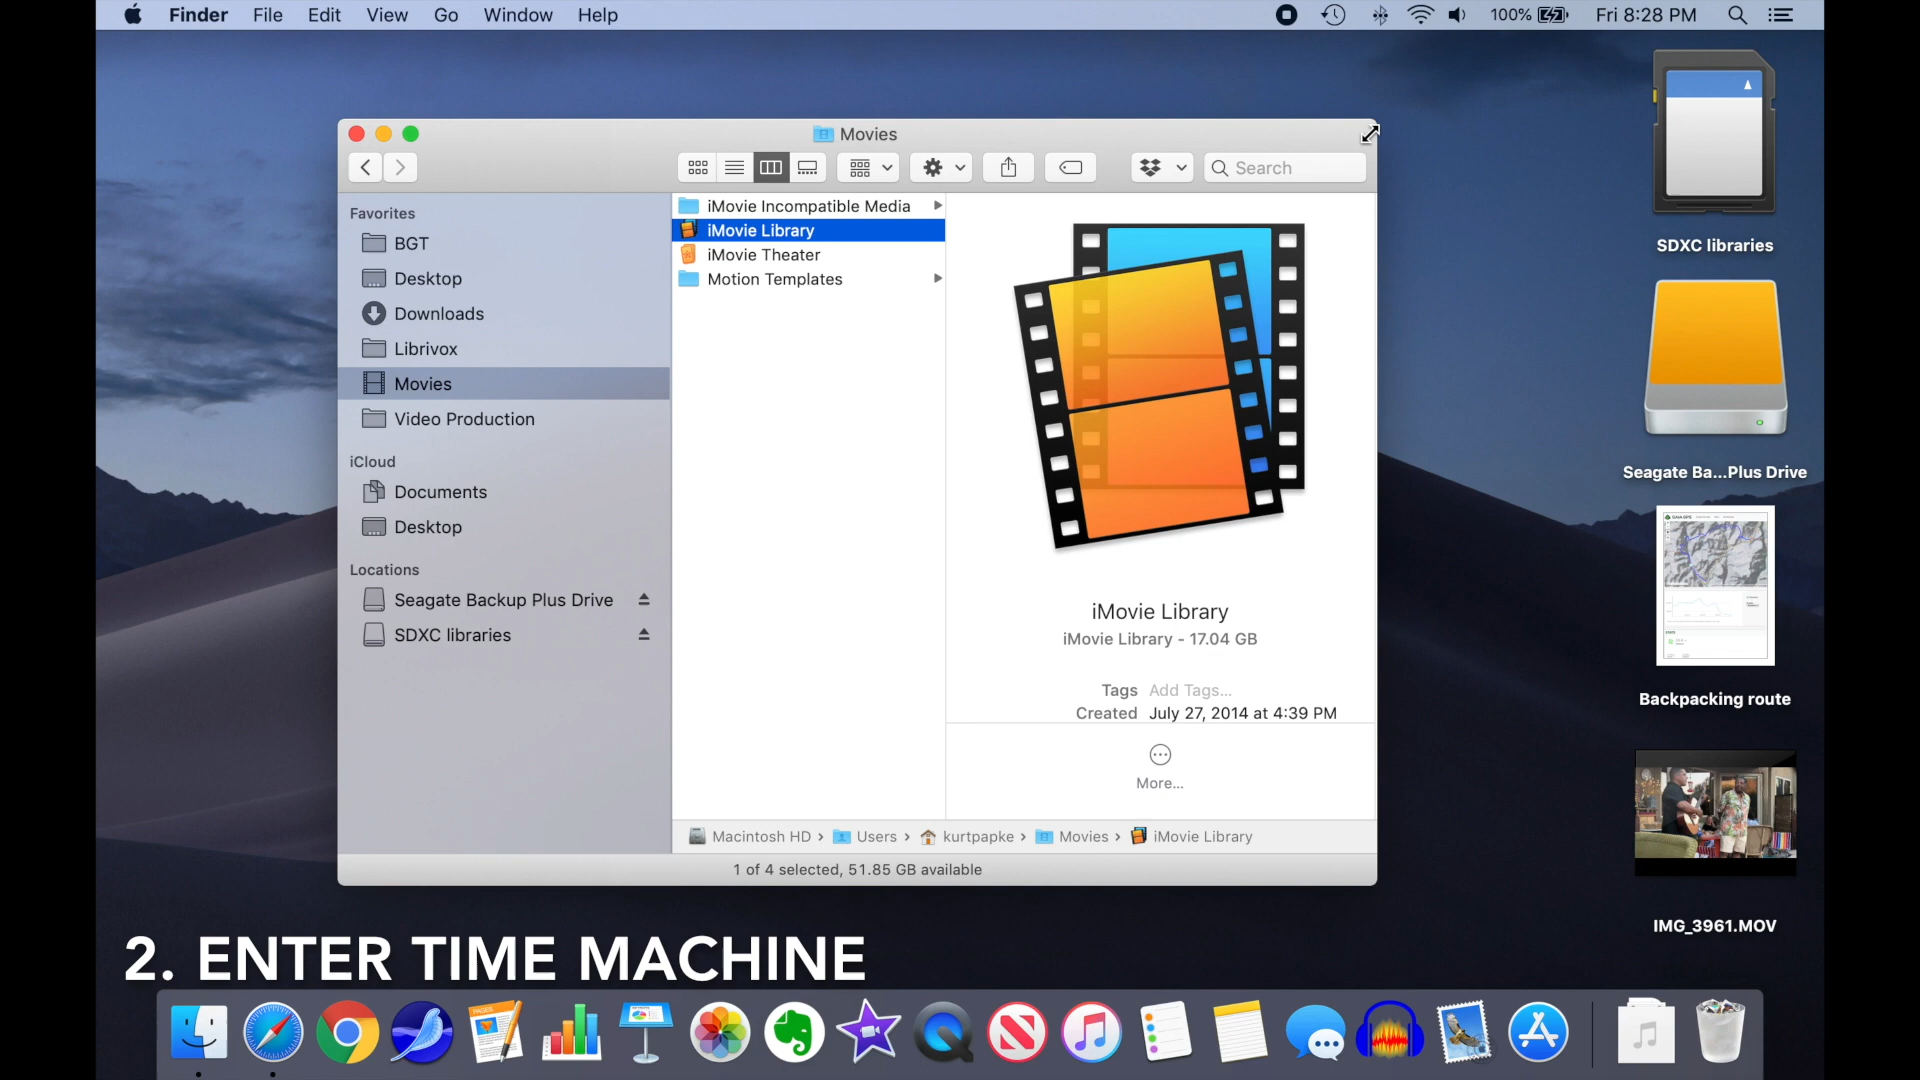 Finder File Edit View Go Window Help 100% Fri 8:28 PM
Movies
Search
Favorites
BGT
Desktop
Downloads
Librivox
Movies
Video Production
iCloud
Documents
Desktop
Locations
Seagate Backup Plus Drive
SDXC libraries
iMovie Incompatible Media
iMovie Library
iMovie Theater
Motion Templates
iMovie Library
iMovie Library - 17.04 GB
Tags Add Tags...
Created July 27, 2014 at 4:39 PM
More...
Macintosh HD › Users › kurtpapke › Movies › iMovie Library
1 of 4 selected, 51.85 GB available
SDXC libraries
Seagate Ba...Plus Drive
Backpacking route
IMG_3961.MOV
2. ENTER TIME MACHINE
PAGES